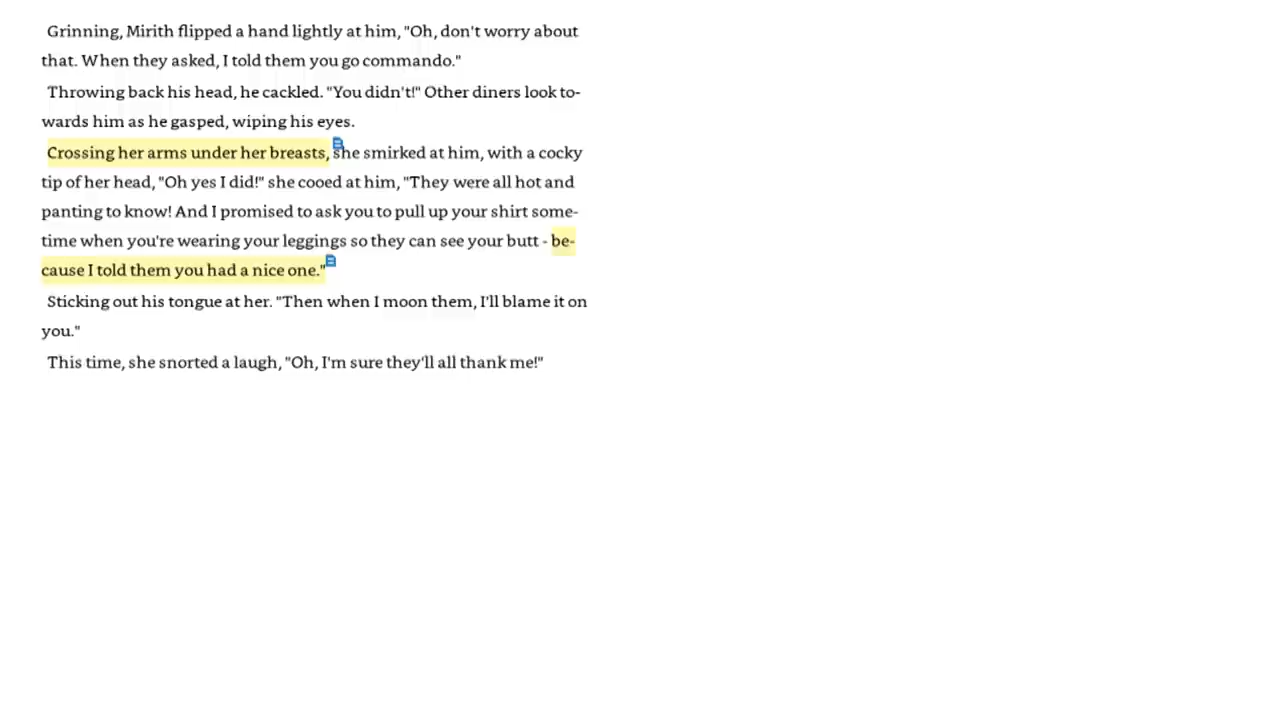 Grinning, Mirith flipped a hand lightly at him, "Oh, don't worry about
that. When they asked, I told them you go commando."
Throwing back his head, he cackled. "You didn't!" Other diners look to-
wards him as he gasped, wiping his eyes.
Crossing her arms under her breasts, she smirked at him, with a cocky
tip of her head, "Oh yes I did!" she cooed at him, "They were all hot and
panting to know! And I promised to ask you to pull up your shirt some-
time when you're wearing your leggings so they can see your butt - be-
cause I told them you had a nice one."
Sticking out his tongue at her. "Then when I moon them, I'll blame it on
you."
This time, she snorted a laugh, "Oh, I'm sure they'll all thank me!"